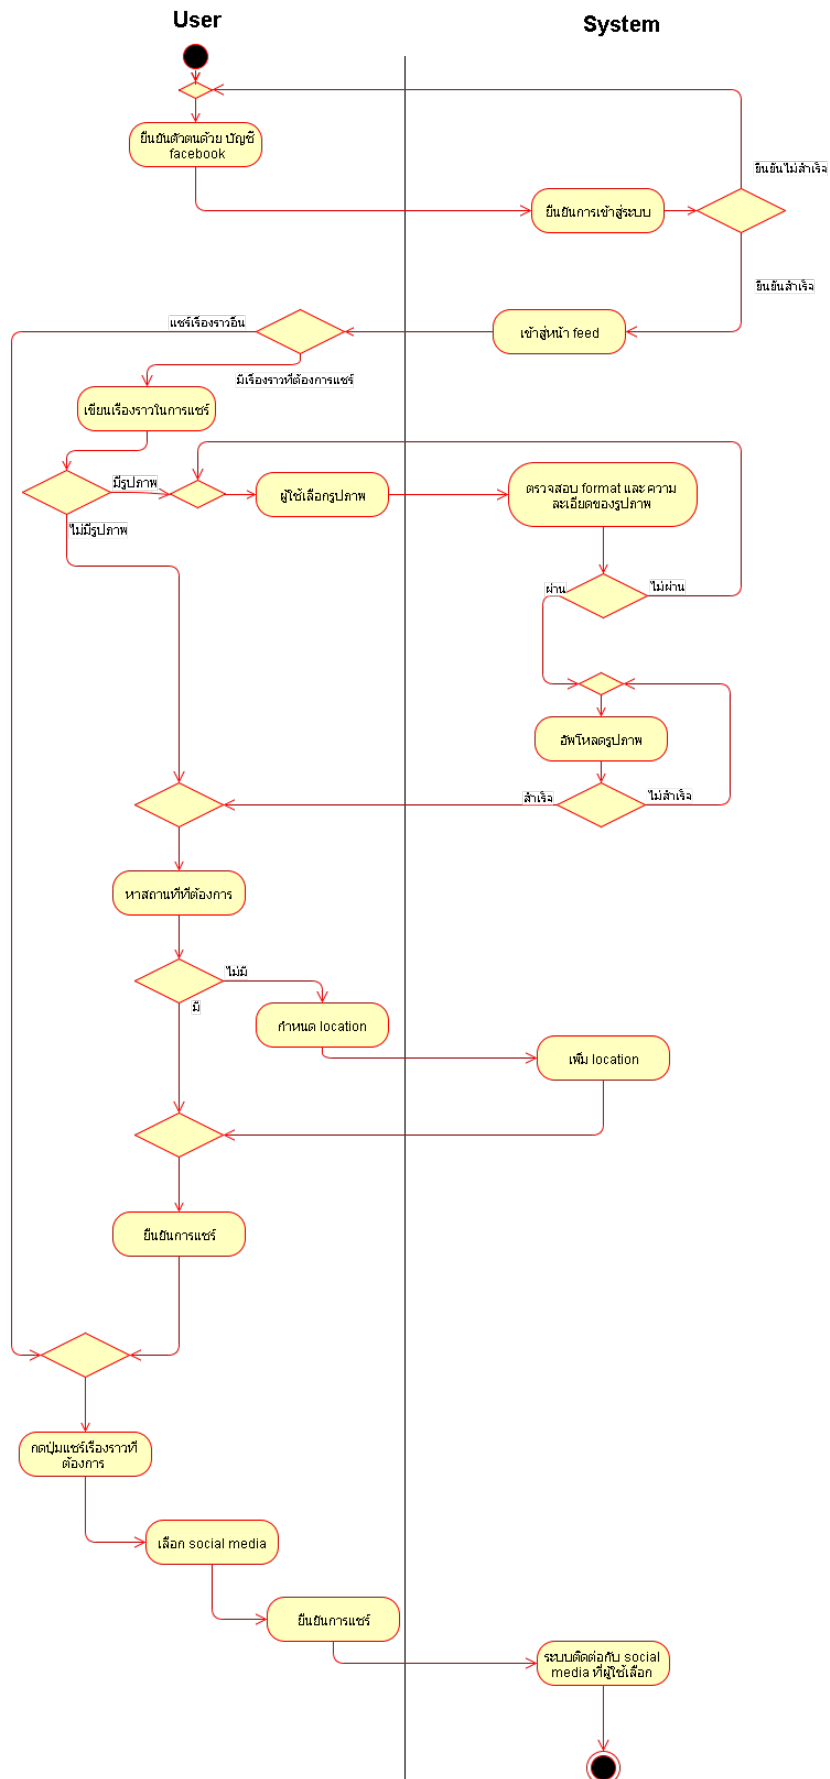 User
System
ยืนยันตัวตนด้วย บัญชี
facebook
ยืนยันไม่สำเร็จ
ยืนยันการเข้าสู่ระบบ
ยืนยันสำเร็จ
แชร์เรื่องราวอื่น
เข้าสู่หน้า feed
มีเรื่องราวที่ต้องการแชร์
เขียนเรื่องราวในการแชร์
มีรูปภาพ
ผู้ใช้เลือกรูปภาพ
ตรวจสอบ format และ ความ
ละเอียดของรูปภาพ
ไม่มีรูปภาพ
ผ่าน
ไม่ผ่าน
อัพโหลดรูปภาพ
สำเร็จ
ไม่สำเร็จ
หาสถานที่ที่ต้องการ
ไม่มี
มี
กำหนด location
เพิ่ม location
ยืนยันการแชร์
กดปุ่มแชร์เรื่องราวที่
ต้องการ
เลือก social media
ยืนยันการแชร์
ระบบติดต่อกับ social
media ที่ผู้ใช้เลือก